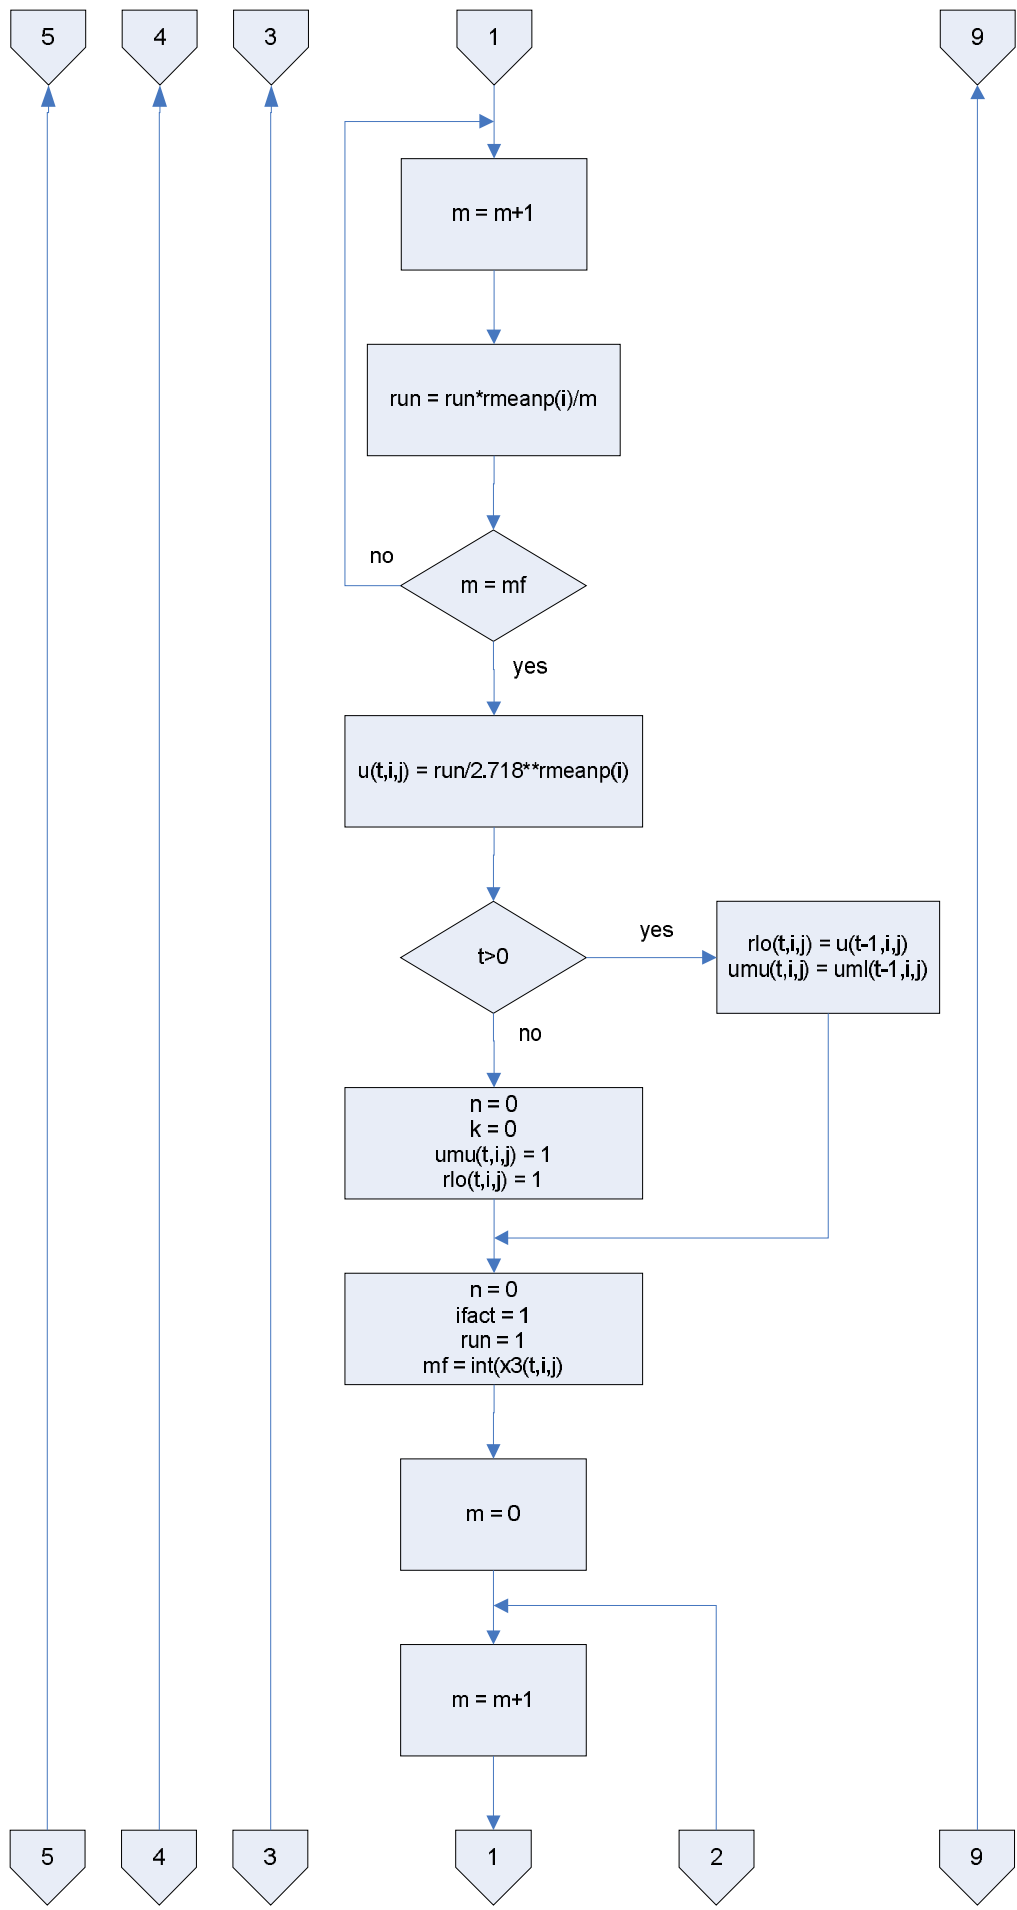 5
4
3
1
9
m = m+1
run = run*rmeanp(i)/m
no
m = mf
yes
u(t,i,j) = run/2.718**rmeanp(i)
t>0
yes
rlo(t,i,j) = u(t-1,i,j)
umu(t,i,j) = uml(t-1,i,j)
no
n = 0
k = 0
umu(t,i,j) = 1
rlo(t,i,j) = 1
n = 0
ifact = 1
run = 1
mf = int(x3(t,i,j)
m = 0
m = m+1
5
4
3
1
2
9